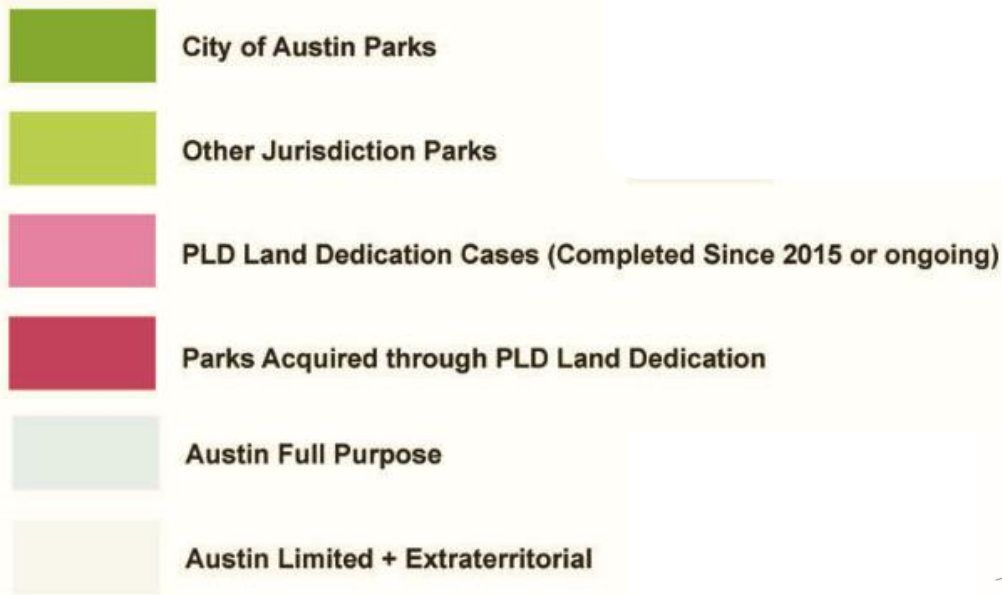 City of Austin Parks
Other Jurisdiction Parks
PLD Land Dedication Cases (Completed Since 2015 or ongoing)
Parks Acquired through PLD Land Dedication
Austin Full Purpose
Austin Limited + Extraterritorial